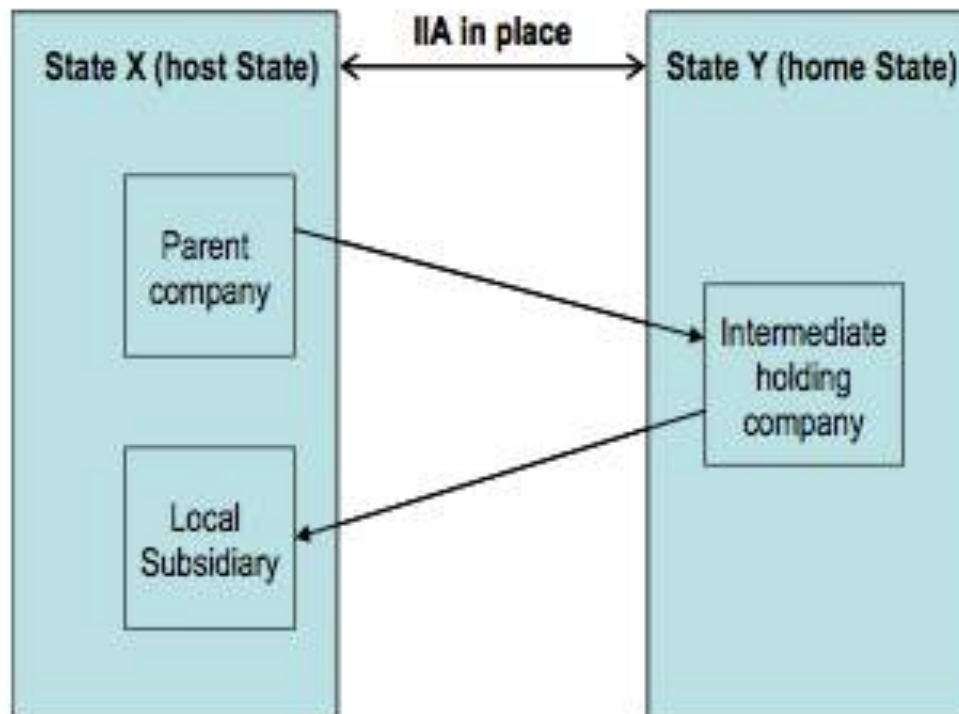 IIA in place
State X (host State)
State Y (home State)
Parent
company
Intermediate
holding
company
Local
Subsidiary